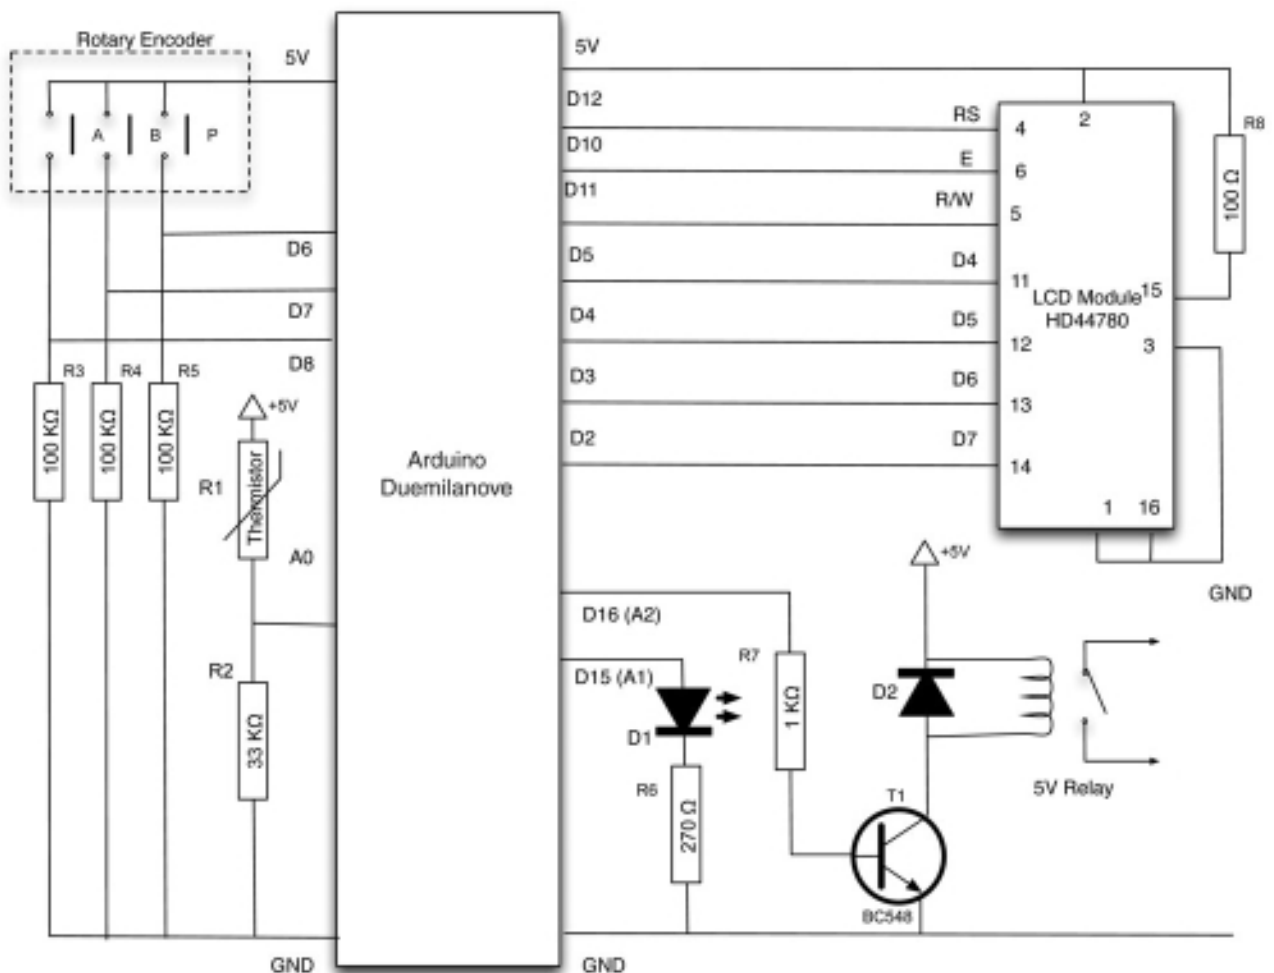 Rotary Encoder
5V
A
B
P
D6
D7
D8
R3
R4
R5
100 KΩ
100 KΩ
100 KΩ
+5V
R1
Thermistor
A0
R2
33 KΩ
GND
Arduino
Duemilanove
5V
D12
D10
D11
D5
D4
D3
D2
RS
E
R/W
D4
D5
D6
D7
4
6
5
11
12
13
14
2
LCD Module
HD44780
15
3
1
16
R8
100 Ω
GND
D16 (A2)
D15 (A1)
D1
R6
270 Ω
R7
1 KΩ
+5V
D2
5V Relay
T1
BC548
GND